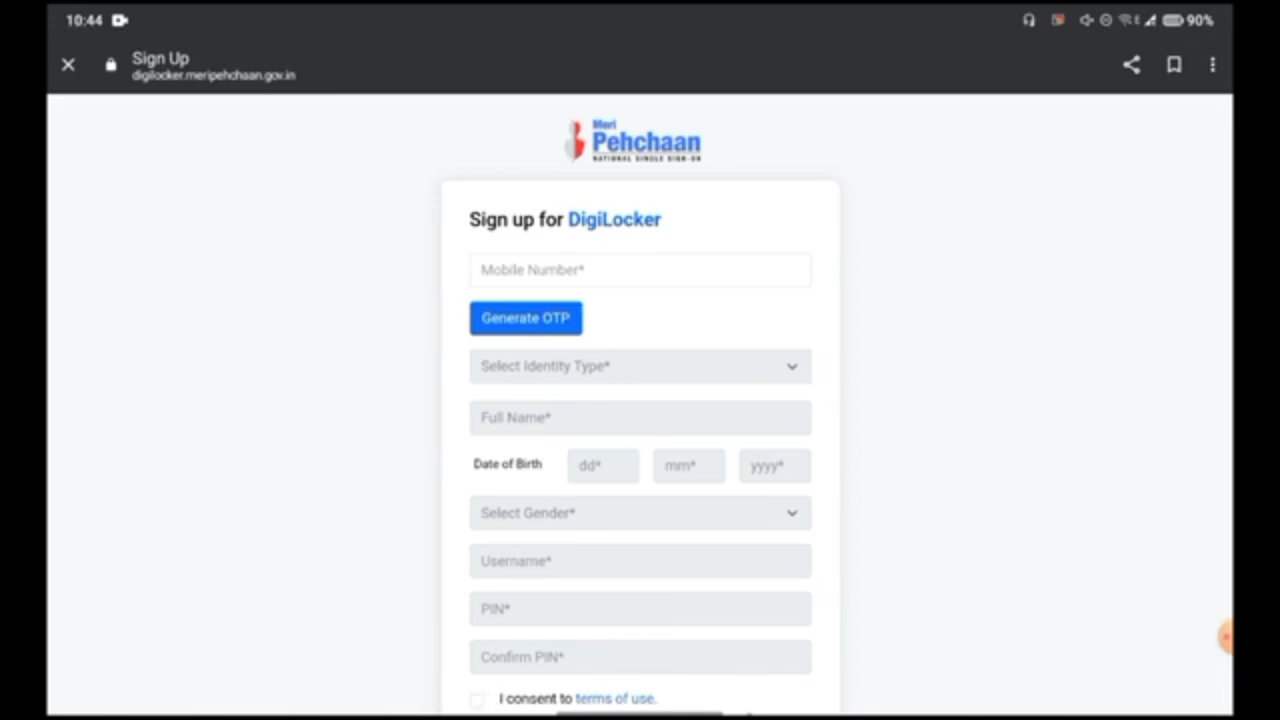 10:44
90%
Sign Up
digilocker.meripehchaan.gov.in
Meri
Pehchaan
NATIONAL SINGLE SIGN-ON
Sign up for DigiLocker
Mobile Number*
Generate OTP
Select Identity Type*
Full Name*
Date of Birth dd* mm* yyyy*
Select Gender*
Username*
PIN*
Confirm PIN*
I consent to terms of use.